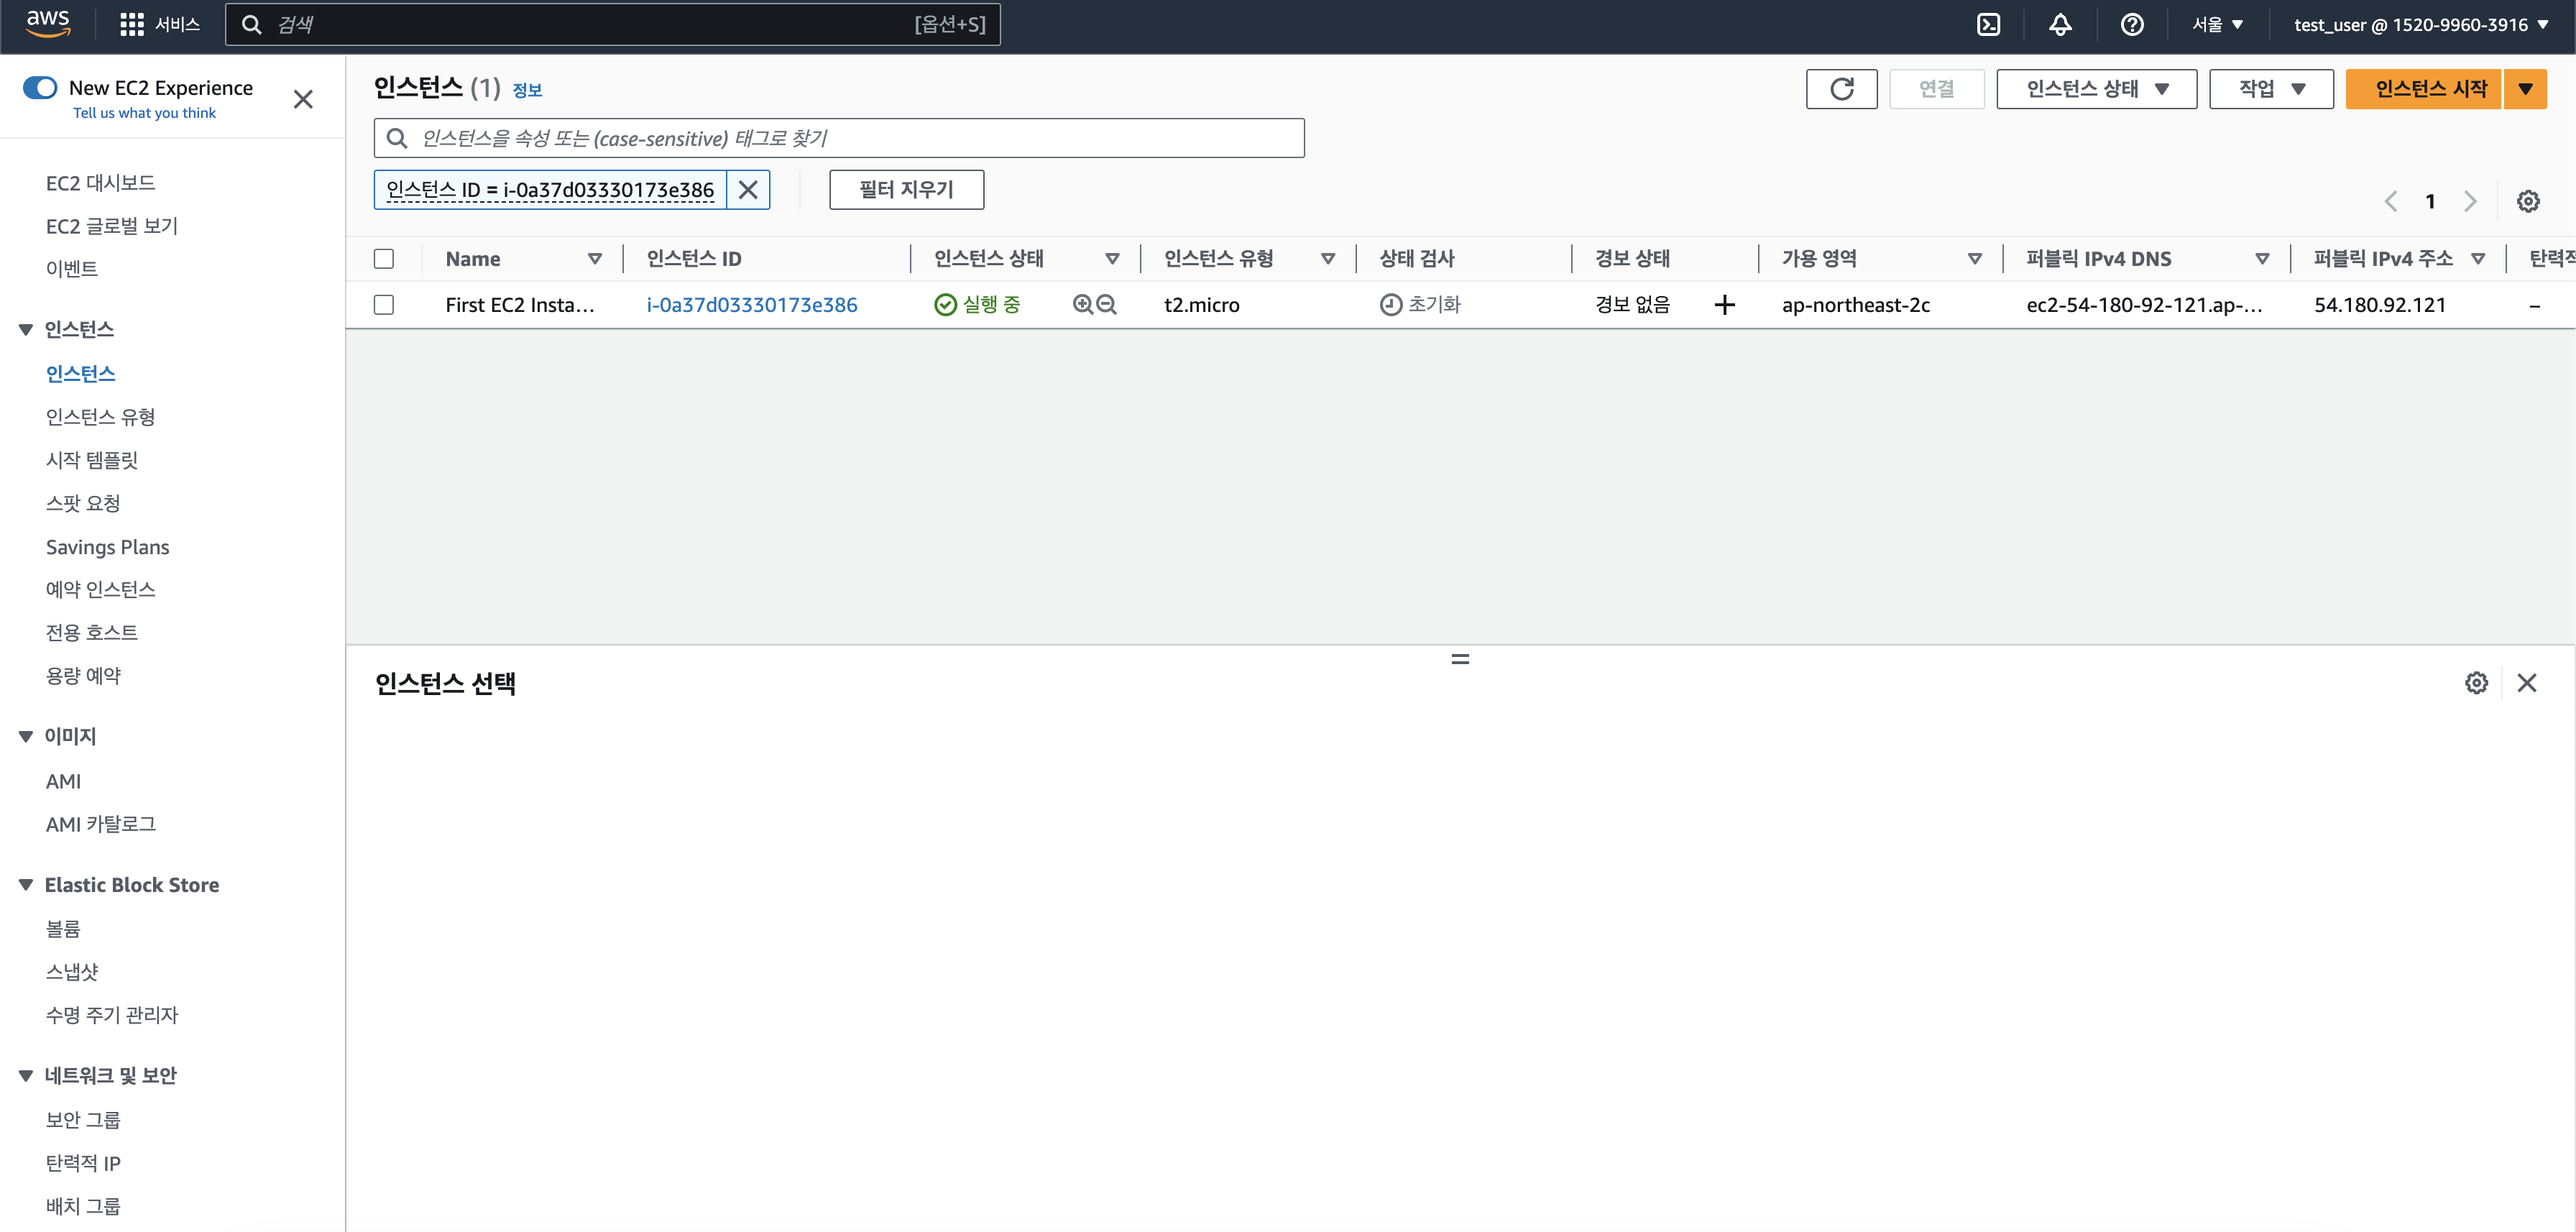 aws
서비스
검색
[옵션+S]
서울
test_user @ 1520-9960-3916
New EC2 Experience
Tell us what you think
EC2 대시보드
EC2 글로벌 보기
이벤트
인스턴스
인스턴스
인스턴스 유형
시작 템플릿
스팟 요청
Savings Plans
예약 인스턴스
전용 호스트
용량 예약
이미지
AMI
AMI 카탈로그
Elastic Block Store
볼륨
스냅샷
수명 주기 관리자
네트워크 및 보안
보안 그룹
탄력적 IP
배치 그룹
인스턴스 (1) 정보
연결
인스턴스 상태
작업
인스턴스 시작
인스턴스을 속성 또는 (case-sensitive) 태그로 찾기
인스턴스 ID = i-0a37d03330173e386
필터 지우기
1
Name 인스턴스 ID 인스턴스 상태 인스턴스 유형 상태 검사 경보 상태 가용 영역 퍼블릭 IPv4 DNS 퍼블릭 IPv4 주소 탄력적
First EC2 Insta... i-0a37d03330173e386 실행 중 t2.micro 초기화 경보 없음 ap-northeast-2c ec2-54-180-92-121.ap-... 54.180.92.121 –
인스턴스 선택